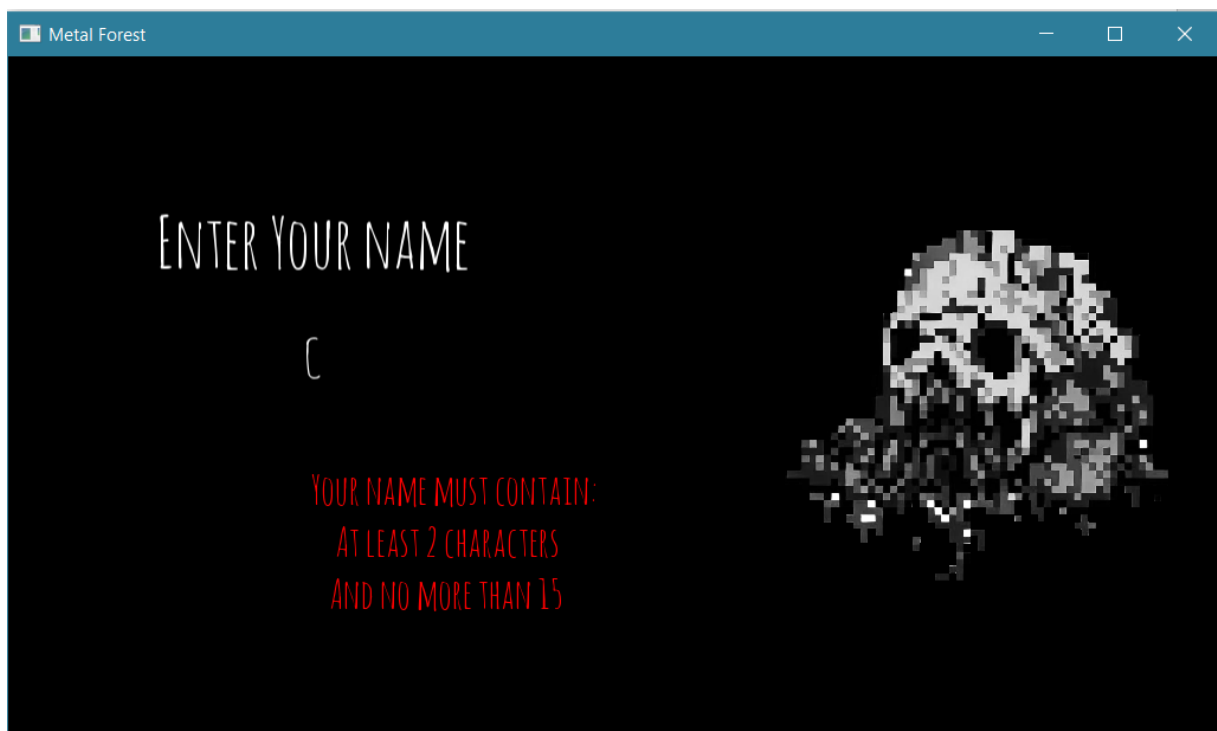 Metal Forest
Enter Your name
c
Your name must contain:
At least 2 characters
And no more than 15